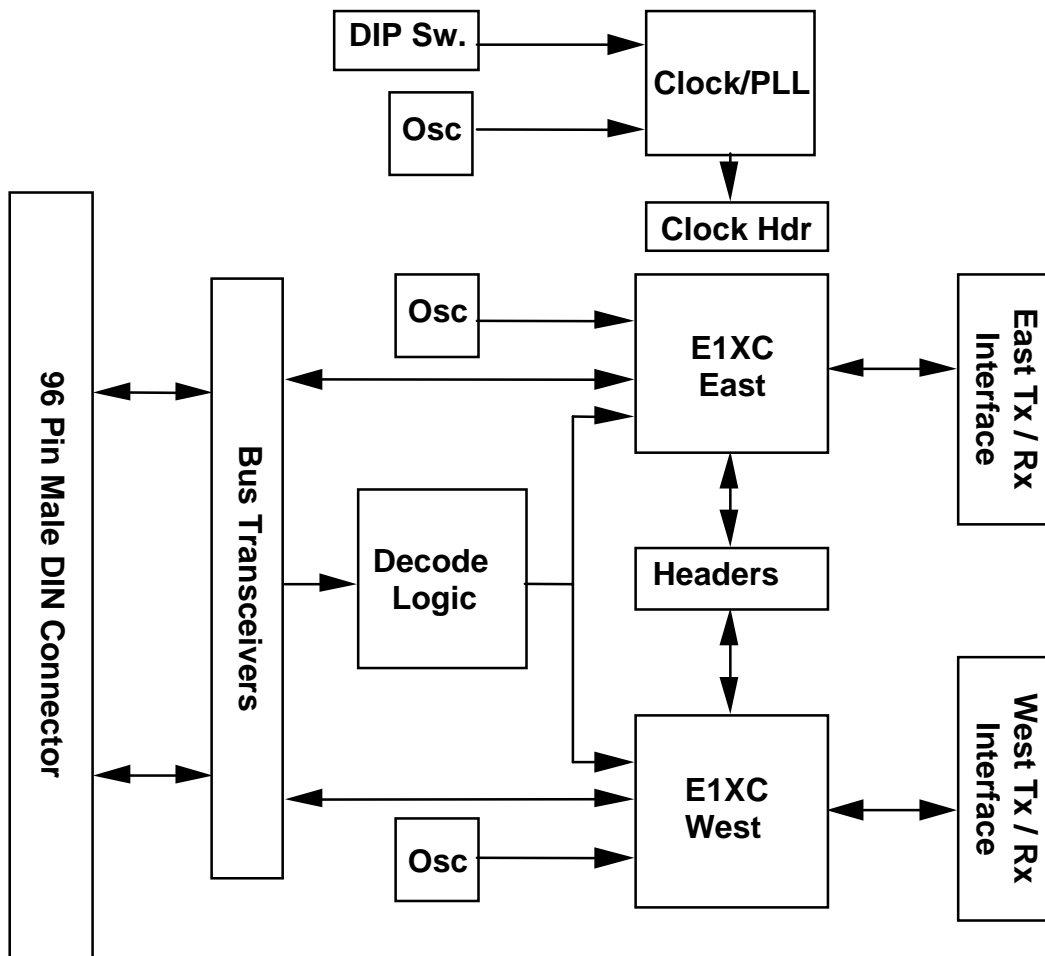 DIP Sw.
Clock/PLL
Osc
Clock Hdr
Osc
E1XC
East
East Tx / Rx
Interface
96 Pin Male DIN Connector
Bus Transceivers
Decode
Logic
Headers
E1XC
West
West Tx / Rx
Interface
Osc